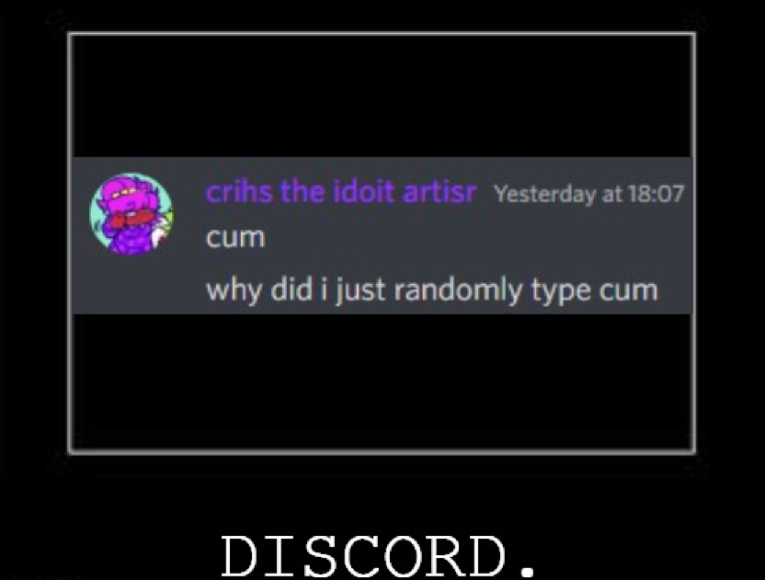 crihs the idoit artisr Yesterday at 18:07
cum
why did i just randomly type cum
DISCORD.